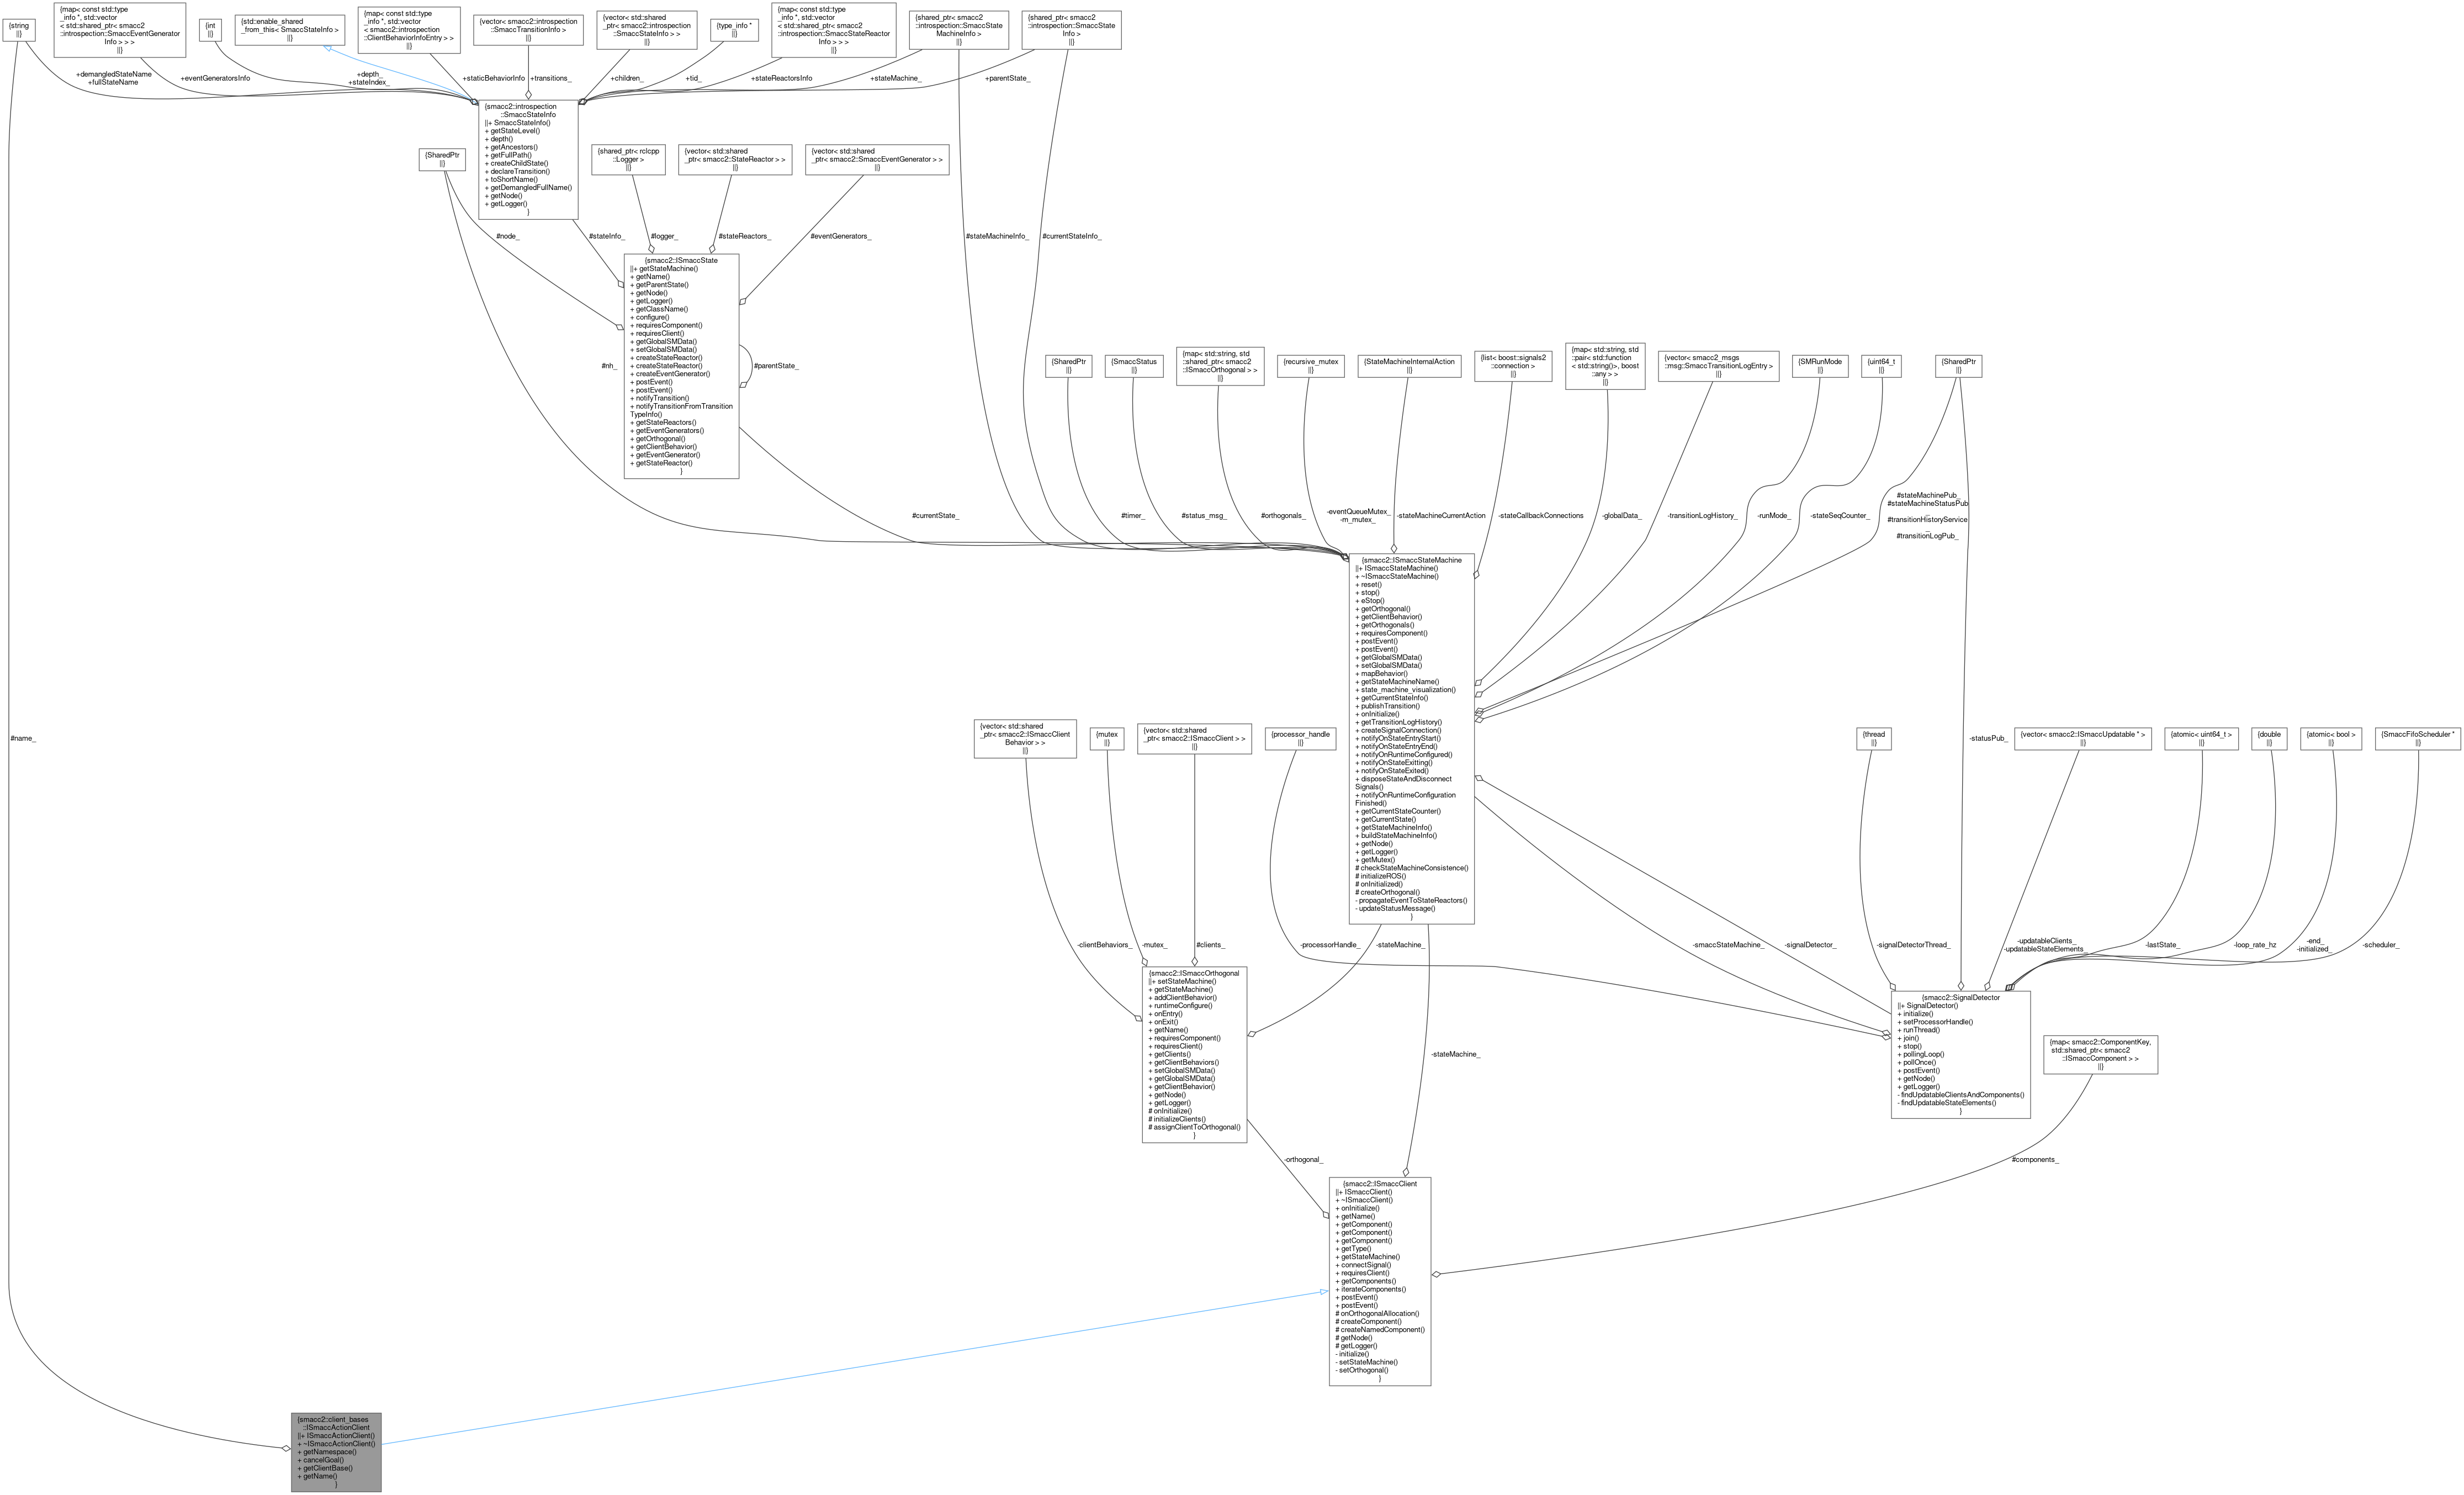 {string
||}
{map< const std::type
_info *, std::vector
< std::shared_ptr< smacc2
::introspection::SmaccEventGenerator
Info > > >
||}
{int
||}
{std::enable_shared
_from_this< SmaccStateInfo >
||}
{map< const std::type
_info *, std::vector
< smacc2::introspection
::ClientBehaviorInfoEntry > >
||}
{vector< smacc2::introspection
::SmaccTransitionInfo >
||}
{vector< std::shared
_ptr< smacc2::introspection
::SmaccStateInfo > >
||}
{type_info *
||}
{map< const std::type
_info *, std::vector
< std::shared_ptr< smacc2
::introspection::SmaccStateReactor
Info > > >
||}
{shared_ptr< smacc2
::introspection::SmaccState
MachineInfo >
||}
{shared_ptr< smacc2
::introspection::SmaccState
Info >
||}
+demangledStateName
+fullStateName
+eventGeneratorsInfo
+depth_
+stateIndex_
+staticBehaviorInfo
+transitions_
+children_
+tid_
+stateReactorsInfo
+stateMachine_
+parentState_
{smacc2::introspection
::SmaccStateInfo
||+ SmaccStateInfo()
+ getStateLevel()
+ depth()
+ getAncestors()
+ getFullPath()
+ createChildState()
+ declareTransition()
+ toShortName()
+ getDemangledFullName()
+ getNode()
+ getLogger()
}
{SharedPtr
||}
{shared_ptr< rclcpp
::Logger >
||}
{vector< std::shared
_ptr< smacc2::StateReactor > >
||}
{vector< std::shared
_ptr< smacc2::SmaccEventGenerator > >
||}
#node_
#stateInfo_
#logger_
#stateReactors_
#eventGenerators_
#stateMachineInfo_
#currentStateInfo_
{smacc2::ISmaccState
||+ getStateMachine()
+ getName()
+ getParentState()
+ getNode()
+ getLogger()
+ getClassName()
+ configure()
+ requiresComponent()
+ requiresClient()
+ getGlobalSMData()
+ setGlobalSMData()
+ createStateReactor()
+ createStateReactor()
+ createEventGenerator()
+ postEvent()
+ postEvent()
+ notifyTransition()
+ notifyTransitionFromTransition
TypeInfo()
+ getStateReactors()
+ getEventGenerators()
+ getOrthogonal()
+ getClientBehavior()
+ getEventGenerator()
+ getStateReactor()
}
#nh_
#parentState_
{SharedPtr
||}
{SmaccStatus
||}
{map< std::string, std
::shared_ptr< smacc2
::ISmaccOrthogonal > >
||}
{recursive_mutex
||}
{StateMachineInternalAction
||}
{list< boost::signals2
::connection >
||}
{map< std::string, std
::pair< std::function
< std::string()>, boost
::any > >
||}
{vector< smacc2_msgs
::msg::SmaccTransitionLogEntry >
||}
{SMRunMode
||}
{uint64_t
||}
{SharedPtr
||}
#currentState_
#timer_
#status_msg_
#orthogonals_
-eventQueueMutex_
-m_mutex_
-stateMachineCurrentAction
-stateCallbackConnections
-globalData_
-transitionLogHistory_
-runMode_
-stateSeqCounter_
#stateMachinePub_
#stateMachineStatusPub
_
#transitionHistoryService
_
#transitionLogPub_
{smacc2::ISmaccStateMachine
||+ ISmaccStateMachine()
+ ~ISmaccStateMachine()
+ reset()
+ stop()
+ eStop()
+ getOrthogonal()
+ getClientBehavior()
+ getOrthogonals()
+ requiresComponent()
+ postEvent()
+ postEvent()
+ getGlobalSMData()
+ setGlobalSMData()
+ mapBehavior()
+ getStateMachineName()
+ state_machine_visualization()
+ getCurrentStateInfo()
+ publishTransition()
+ onInitialize()
+ getTransitionLogHistory()
+ createSignalConnection()
+ notifyOnStateEntryStart()
+ notifyOnStateEntryEnd()
+ notifyOnRuntimeConfigured()
+ notifyOnStateExitting()
+ notifyOnStateExited()
+ disposeStateAndDisconnect
Signals()
+ notifyOnRuntimeConfiguration
Finished()
+ getCurrentStateCounter()
+ getCurrentState()
+ getStateMachineInfo()
+ buildStateMachineInfo()
+ getNode()
+ getLogger()
+ getMutex()
# checkStateMachineConsistence()
# initializeROS()
# onInitialized()
# createOrthogonal()
- propagateEventToStateReactors()
- updateStatusMessage()
}
#name_
{vector< std::shared
_ptr< smacc2::ISmaccClient
Behavior > >
||}
{mutex
||}
{vector< std::shared
_ptr< smacc2::ISmaccClient > >
||}
{processor_handle
||}
{thread
||}
-statusPub_
{vector< smacc2::ISmaccUpdatable * >
||}
{atomic< uint64_t >
||}
{double
||}
{atomic< bool >
||}
{SmaccFifoScheduler *
||}
-clientBehaviors_
-mutex_
#clients_
-processorHandle_
-stateMachine_
-smaccStateMachine_
-signalDetector_
-signalDetectorThread_
-updatableClients_
-updatableStateElements_
-lastState_
-loop_rate_hz
-end_
-initialized_
-scheduler_
{smacc2::ISmaccOrthogonal
||+ setStateMachine()
+ getStateMachine()
+ addClientBehavior()
+ runtimeConfigure()
+ onEntry()
+ onExit()
+ getName()
+ requiresComponent()
+ requiresClient()
+ getClients()
+ getClientBehaviors()
+ setGlobalSMData()
+ getGlobalSMData()
+ getClientBehavior()
+ getNode()
+ getLogger()
# onInitialize()
# initializeClients()
# assignClientToOrthogonal()
}
{smacc2::SignalDetector
||+ SignalDetector()
+ initialize()
+ setProcessorHandle()
+ runThread()
+ join()
+ stop()
+ pollingLoop()
+ pollOnce()
+ postEvent()
+ getNode()
+ getLogger()
- findUpdatableClientsAndComponents()
- findUpdatableStateElements()
}
-stateMachine_
{map< smacc2::ComponentKey,
std::shared_ptr< smacc2
::ISmaccComponent > >
||}
-orthogonal_
#components_
{smacc2::ISmaccClient
||+ ISmaccClient()
+ ~ISmaccClient()
+ onInitialize()
+ getName()
+ getComponent()
+ getComponent()
+ getComponent()
+ getType()
+ getStateMachine()
+ connectSignal()
+ requiresClient()
+ getComponents()
+ iterateComponents()
+ postEvent()
+ postEvent()
# onOrthogonalAllocation()
# createComponent()
# createNamedComponent()
# getNode()
# getLogger()
- initialize()
- setStateMachine()
- setOrthogonal()
}
{smacc2::client_bases
::ISmaccActionClient
||+ ISmaccActionClient()
+ ~ISmaccActionClient()
+ getNamespace()
+ cancelGoal()
+ getClientBase()
+ getName()
}